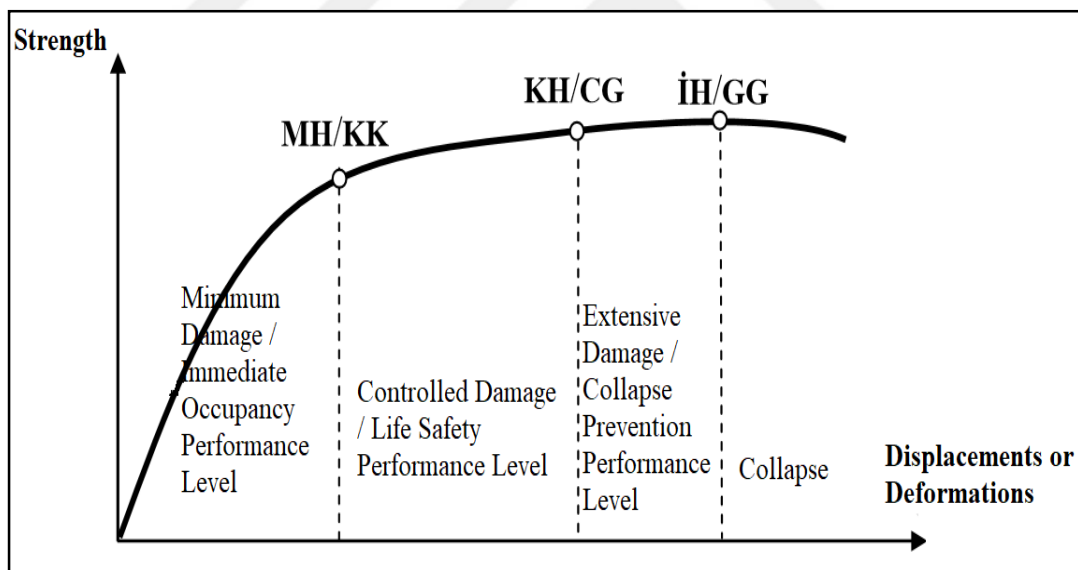 Strength
MH/KK
KH/CG
İH/GG
Minimum
Damage /
Immediate
Occupancy
Performance
Level
Controlled Damage
/ Life Safety
Performance Level
Extensive
Damage /
Collapse
Prevention
Performance
Level
Collapse
Displacements or
Deformations